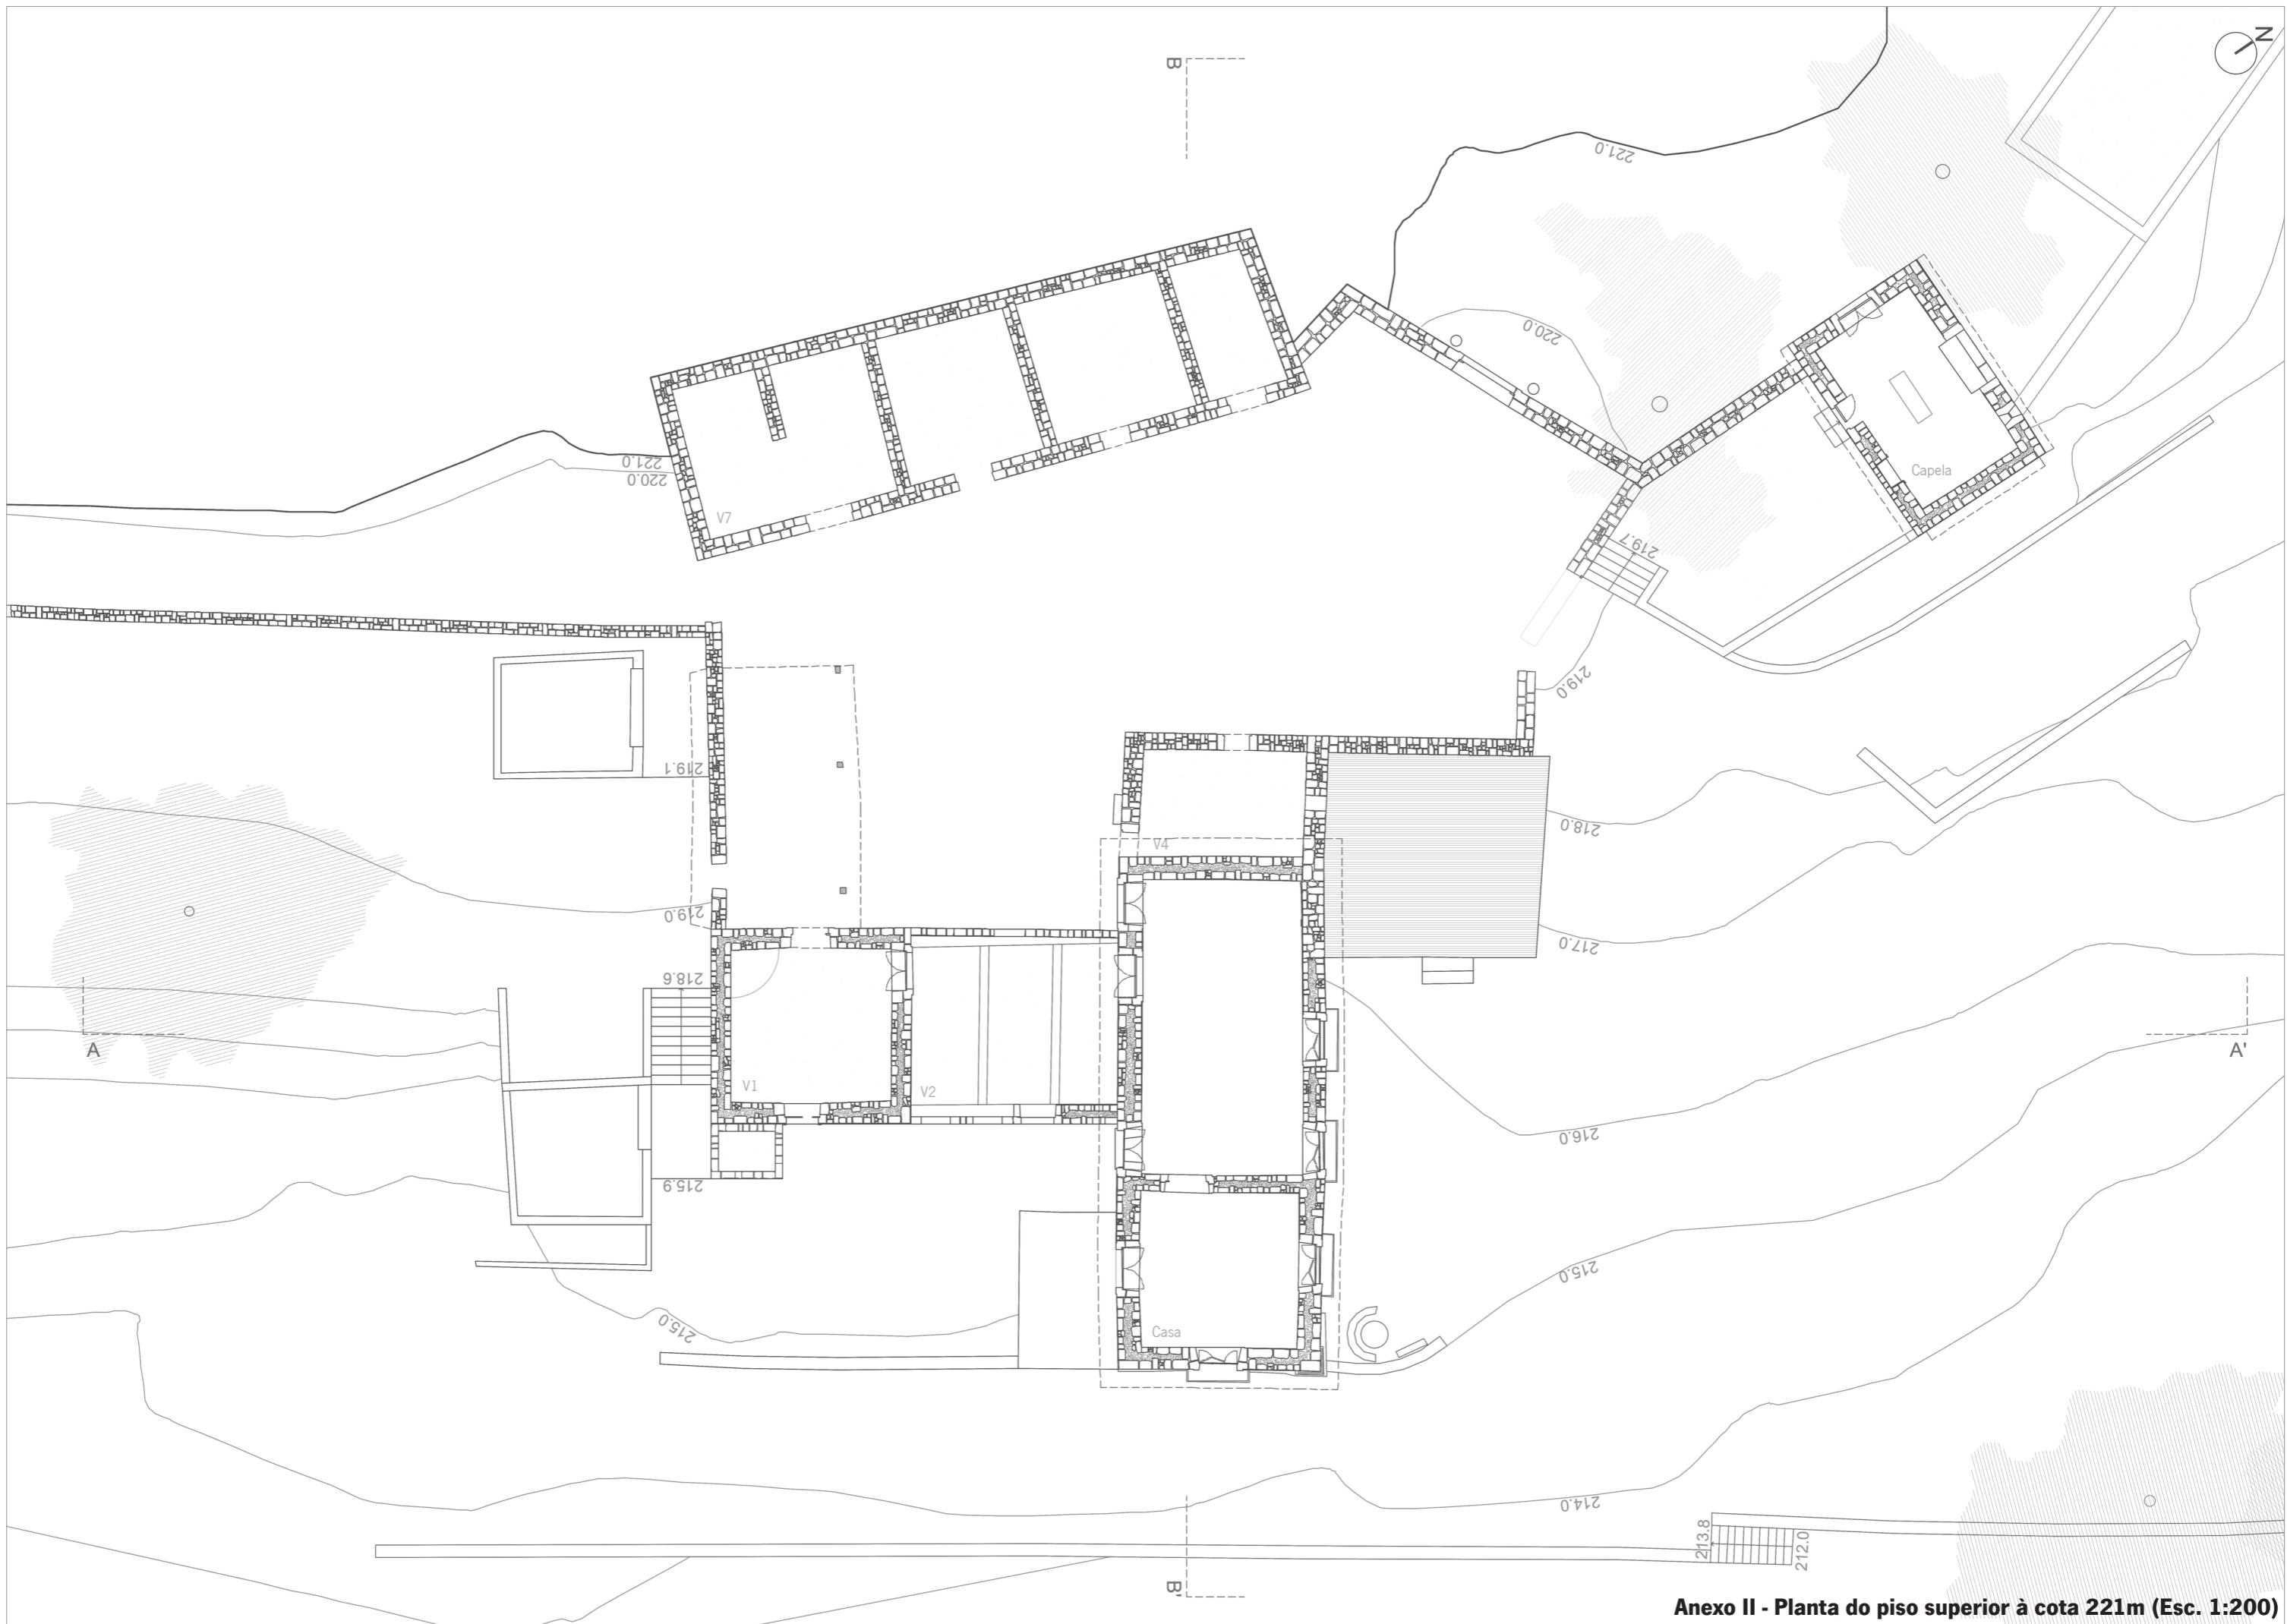 N
B
221.0
220.0
221.0
220.0
Capela
V7
219.7
219.0
219.1
218.0
V4
219.0
217.0
218.6
A
A'
V1
V2
216.0
215.9
215.0
215.0
Casa
214.0
213.8
212.0
B'
Anexo II - Planta do piso superior à cota 221m (Esc. 1:200)